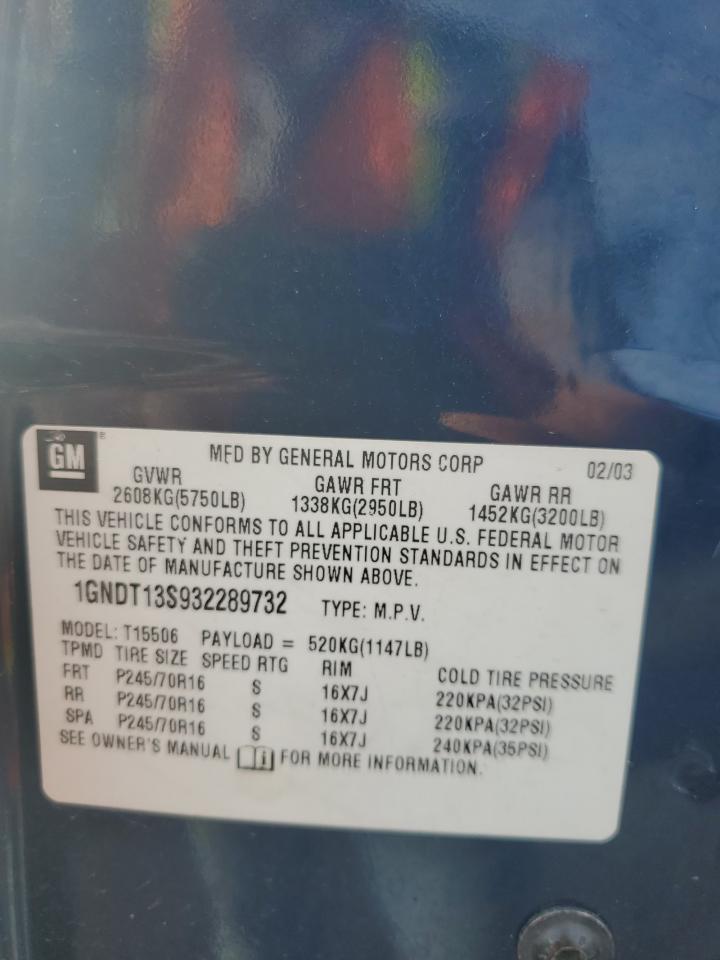 GM ®
MFD BY GENERAL MOTORS CORP 02/03
GVWR GAWR FRT GAWR RR
2608KG(5750LB) 1338KG(2950LB) 1452KG(3200LB)
THIS VEHICLE CONFORMS TO ALL APPLICABLE U.S. FEDERAL MOTOR
VEHICLE SAFETY AND THEFT PREVENTION STANDARDS IN EFFECT ON
THE DATE OF MANUFACTURE SHOWN ABOVE.
1GNDT13S932289732 TYPE: M.P.V.
MODEL: T15506 PAYLOAD = 520KG(1147LB)
TPMD TIRE SIZE SPEED RTG RIM COLD TIRE PRESSURE
FRT P245/70R16 S 16X7J 220KPA(32PSI)
RR P245/70R16 S 16X7J 220KPA(32PSI)
SPA P245/70R16 S 16X7J 240KPA(35PSI)
SEE OWNER'S MANUAL i FOR MORE INFORMATION.